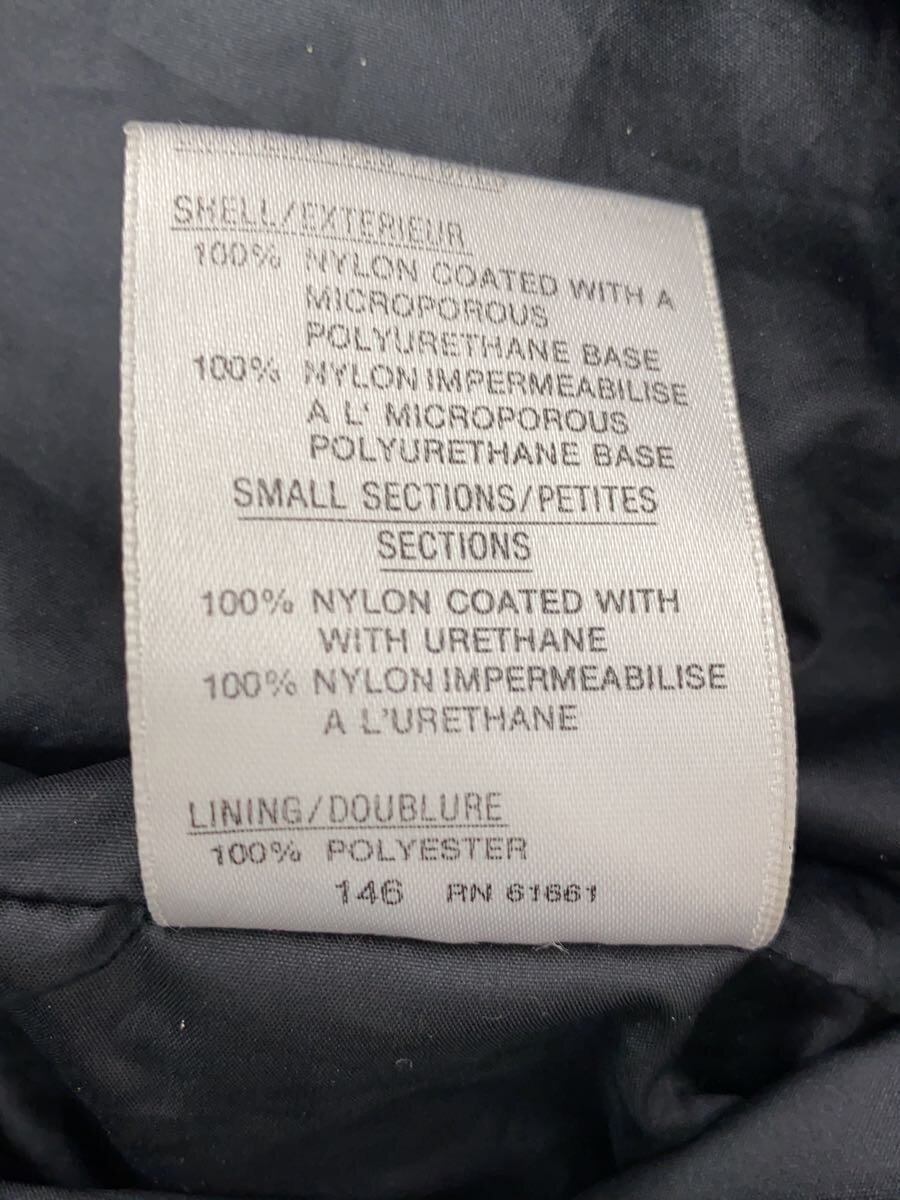 SHELL/EXTERIEUR
100% NYLON COATED WITH A
MICROPOROUS
POLYURETHANE BASE
100% NYLON IMPERMEABILISE
A L' MICROPOROUS
POLYURETHANE BASE
SMALL SECTIONS/PETITES
SECTIONS
100% NYLON COATED WITH
WITH URETHANE
100% NYLON IMPERMEABILISE
A L'URETHANE
LINING/DOUBLURE
100% POLYESTER
146 RN 61661